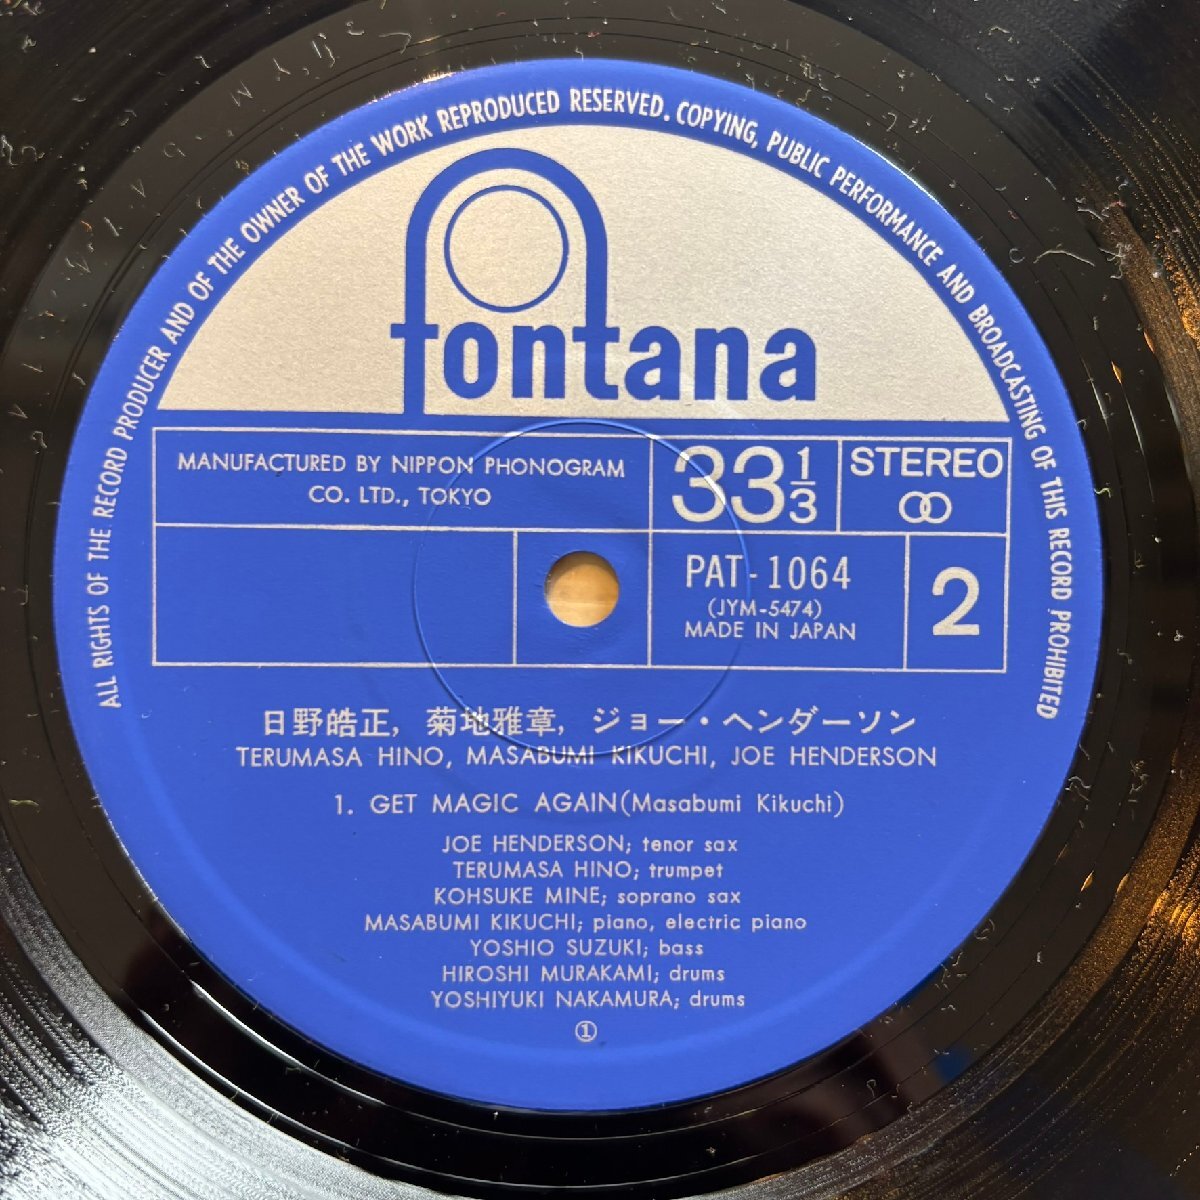 ALL RIGHTS OF THE RECORD PRODUCER AND OF THE OWNER OF THE WORK REPRODUCED RESERVED. COPYING, PUBLIC PERFORMANCE AND BROADCASTING OF THIS RECORD PROHIBITED
fontana
MANUFACTURED BY NIPPON PHONOGRAM
CO. LTD., TOKYO
33 1/3
STEREO
PAT-1064
(JYM-5474)
MADE IN JAPAN
2
日野皓正, 菊地雅章, ジョー・ヘンダーソン
TERUMASA HINO, MASABUMI KIKUCHI, JOE HENDERSON
1. GET MAGIC AGAIN(Masabumi Kikuchi)
JOE HENDERSON; tenor sax
TERUMASA HINO; trumpet
KOHSUKE MINE; soprano sax
MASABUMI KIKUCHI; piano, electric piano
YOSHIO SUZUKI; bass
HIROSHI MURAKAMI; drums
YOSHIYUKI NAKAMURA; drums
①